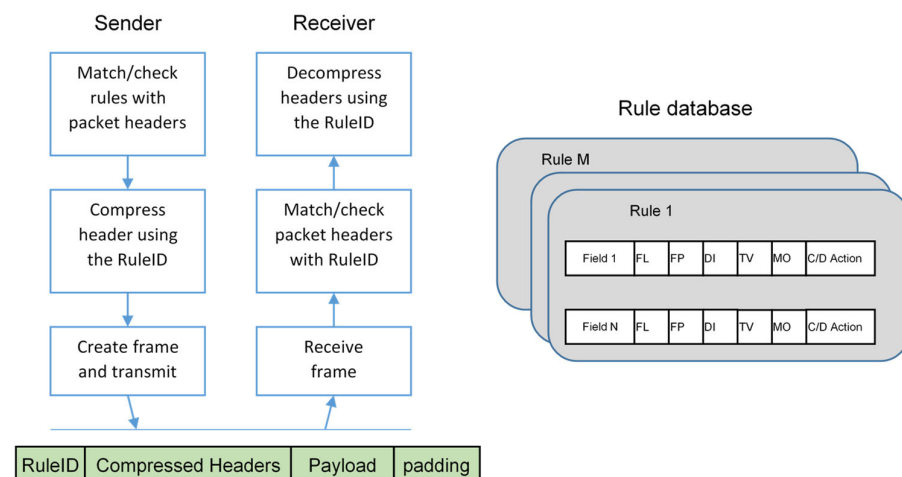 Sender
Match/check
rules with
packet headers
Compress
header using
the RuleID
Create frame
and transmit
Receiver
Decompress
headers using
the RuleID
Match/check
packet headers
with RuleID
Receive
frame
RuleID Compressed Headers Payload padding
Rule database
Rule M
Rule 1
Field 1 FL FP DI TV MO C/D Action
Field N FL FP DI TV MO C/D Action